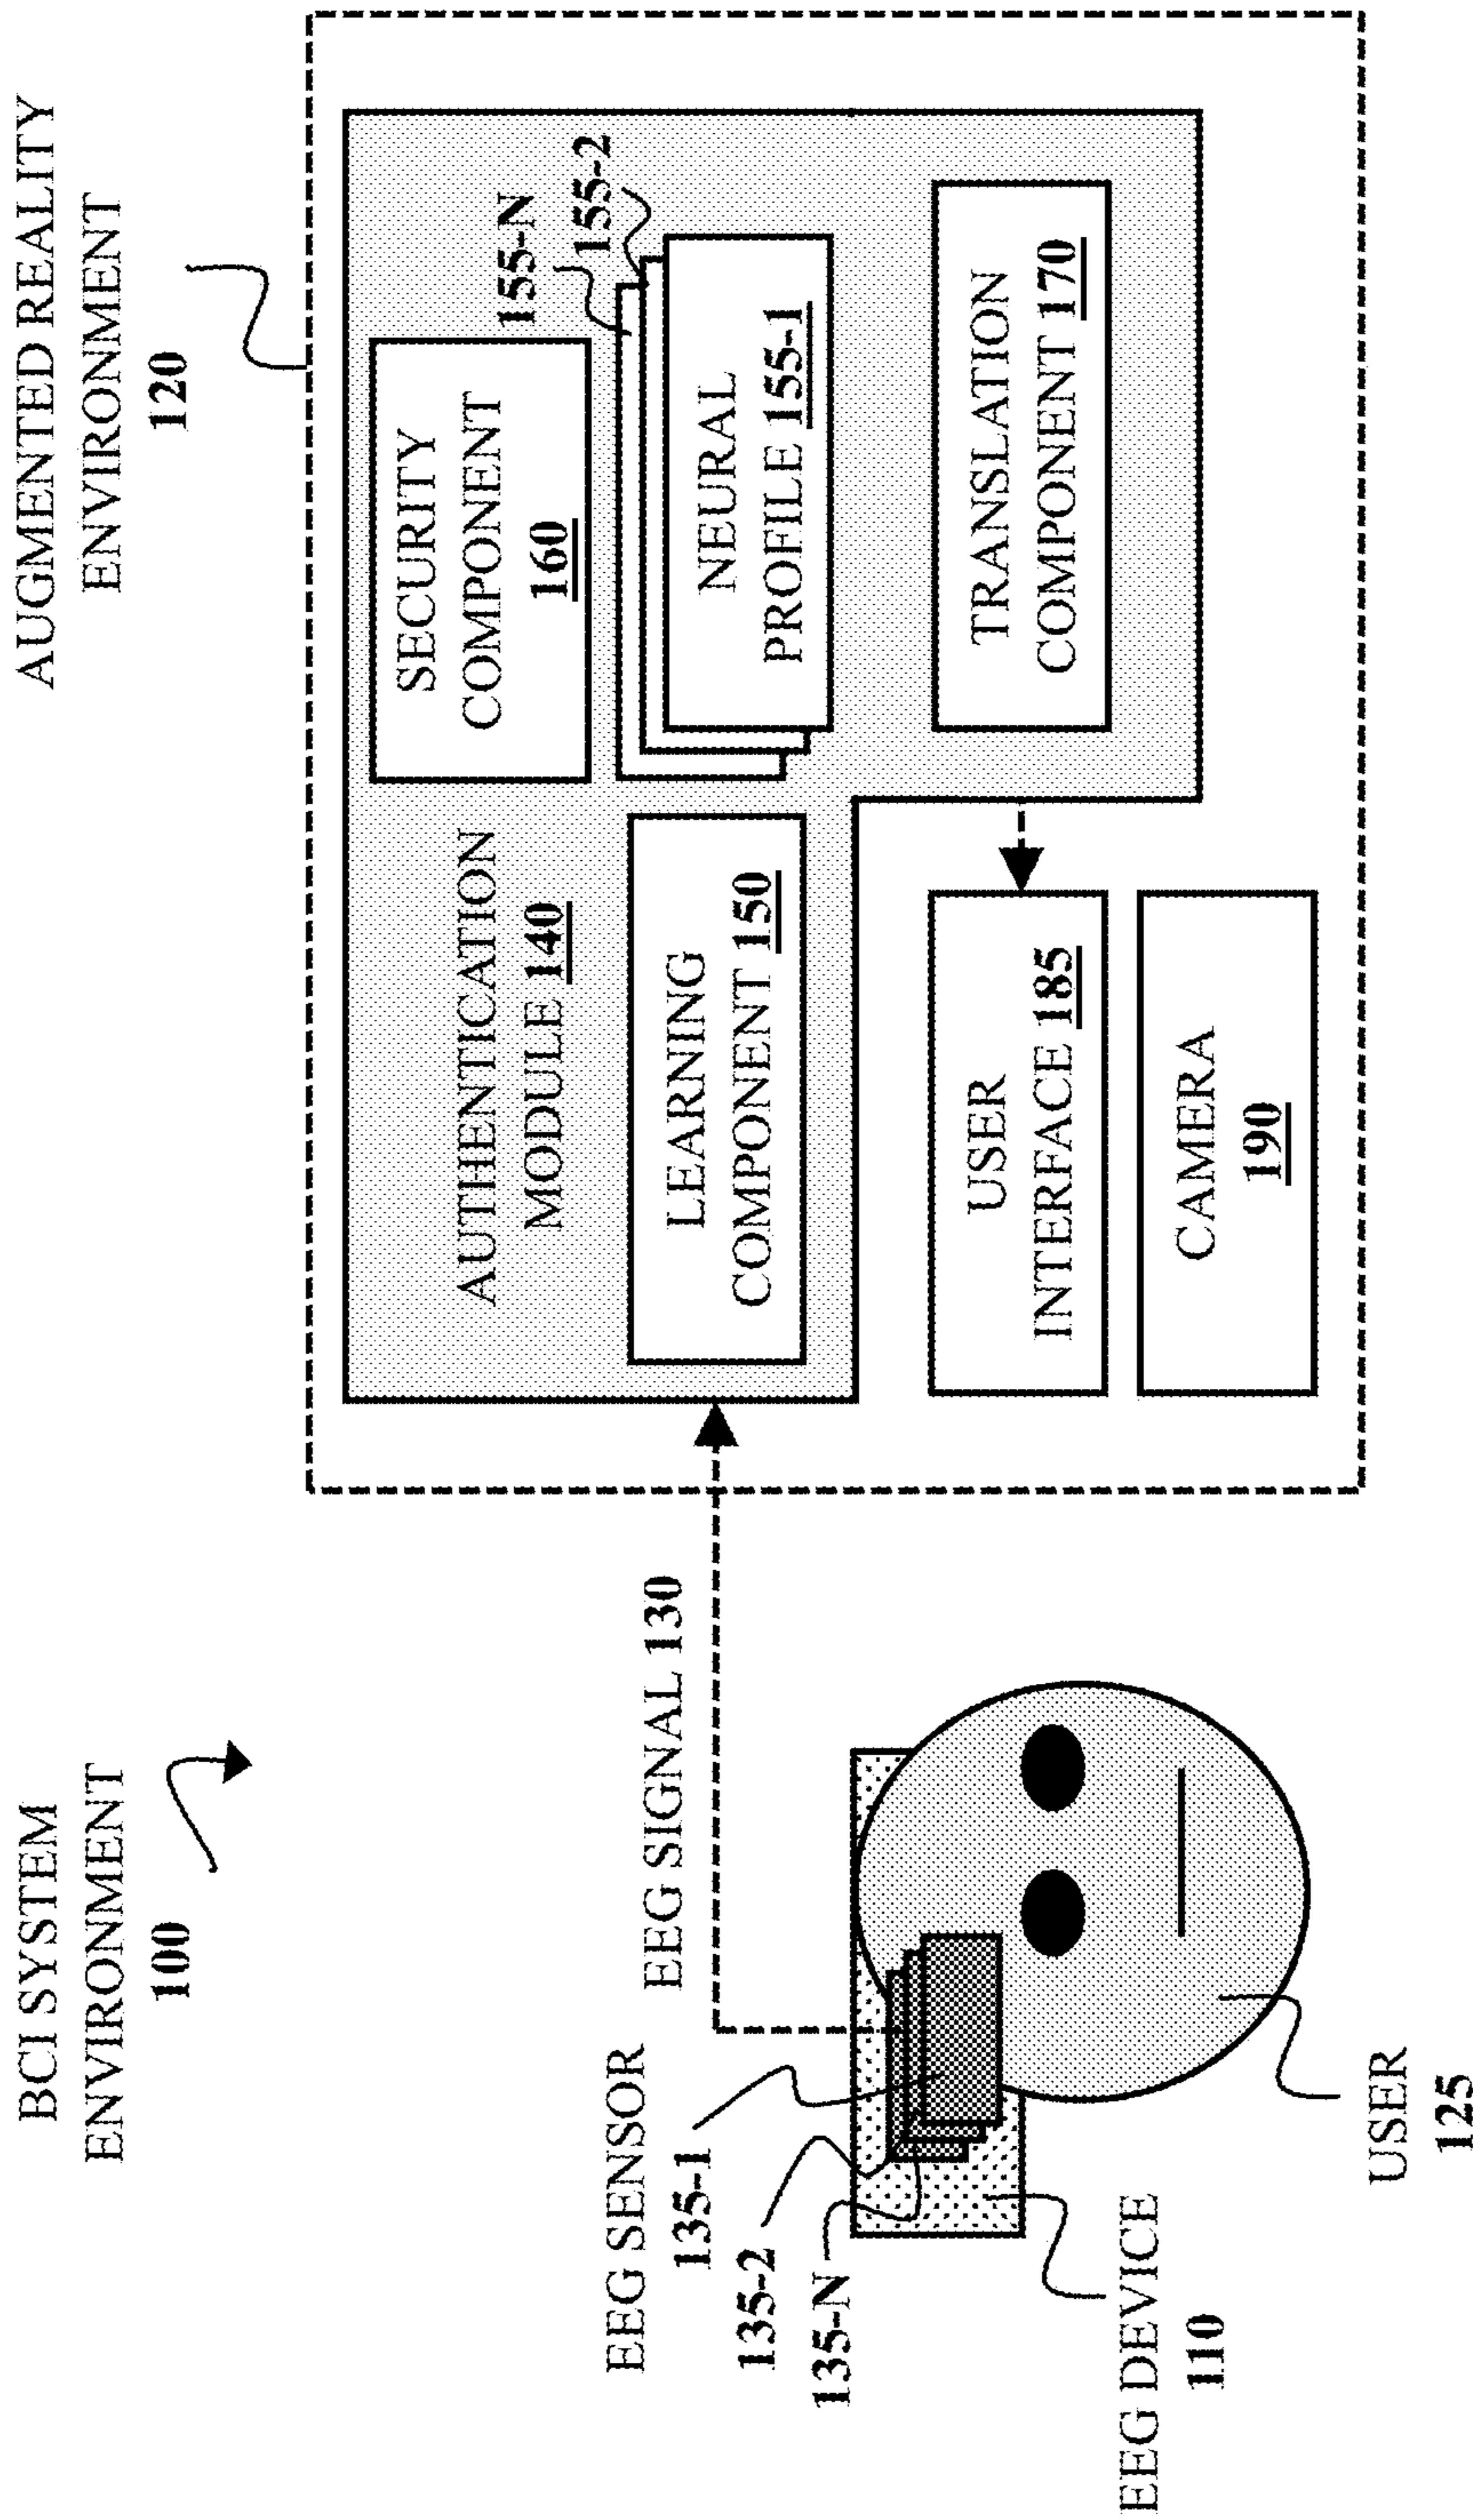 BCI SYSTEM
ENVIRONMENT
100
AUGMENTED REALITY
ENVIRONMENT
120
AUTHENTICATION
MODULE 140
SECURITY
COMPONENT
160
155-N
155-2
LEARNING
COMPONENT 150
NEURAL
PROFILE 155-1
TRANSLATION
COMPONENT 170
USER
INTERFACE 185
CAMERA
190
EEG SIGNAL 130
EEG SENSOR
135-1
135-2
135-N
EEG DEVICE
110
USER
125